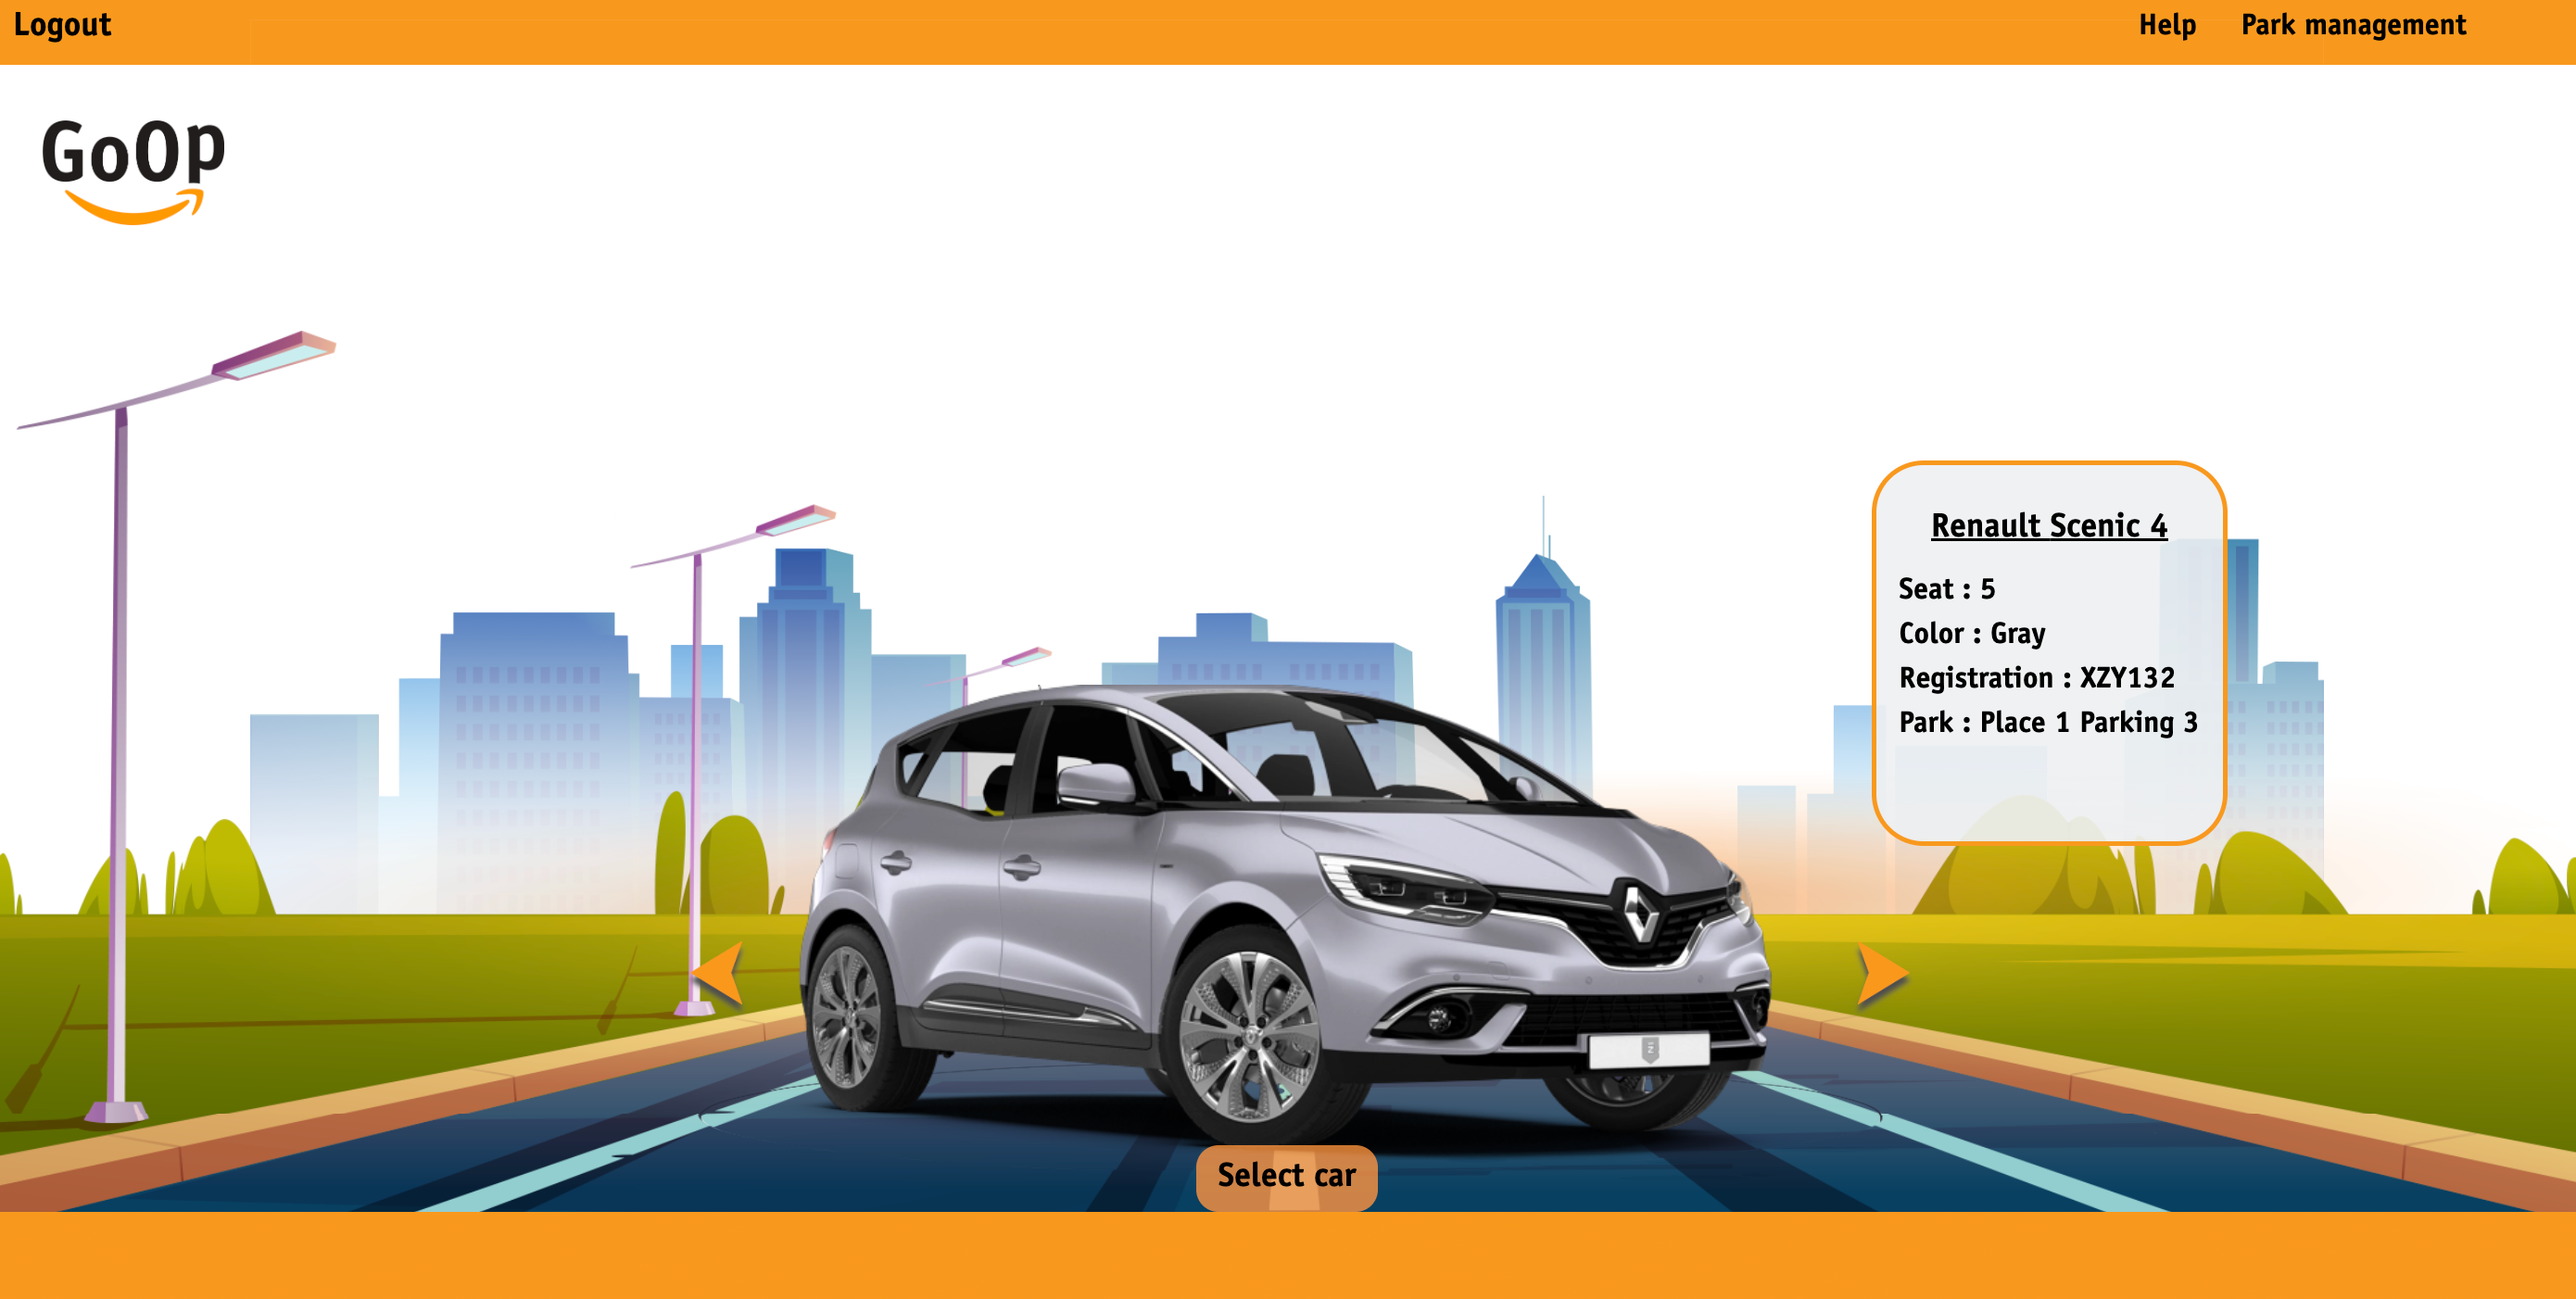 Logout
Help
Park management
GoOp
Renault Scenic 4
Seat : 5
Color : Gray
Registration : XZY132
Park : Place 1 Parking 3
Select car